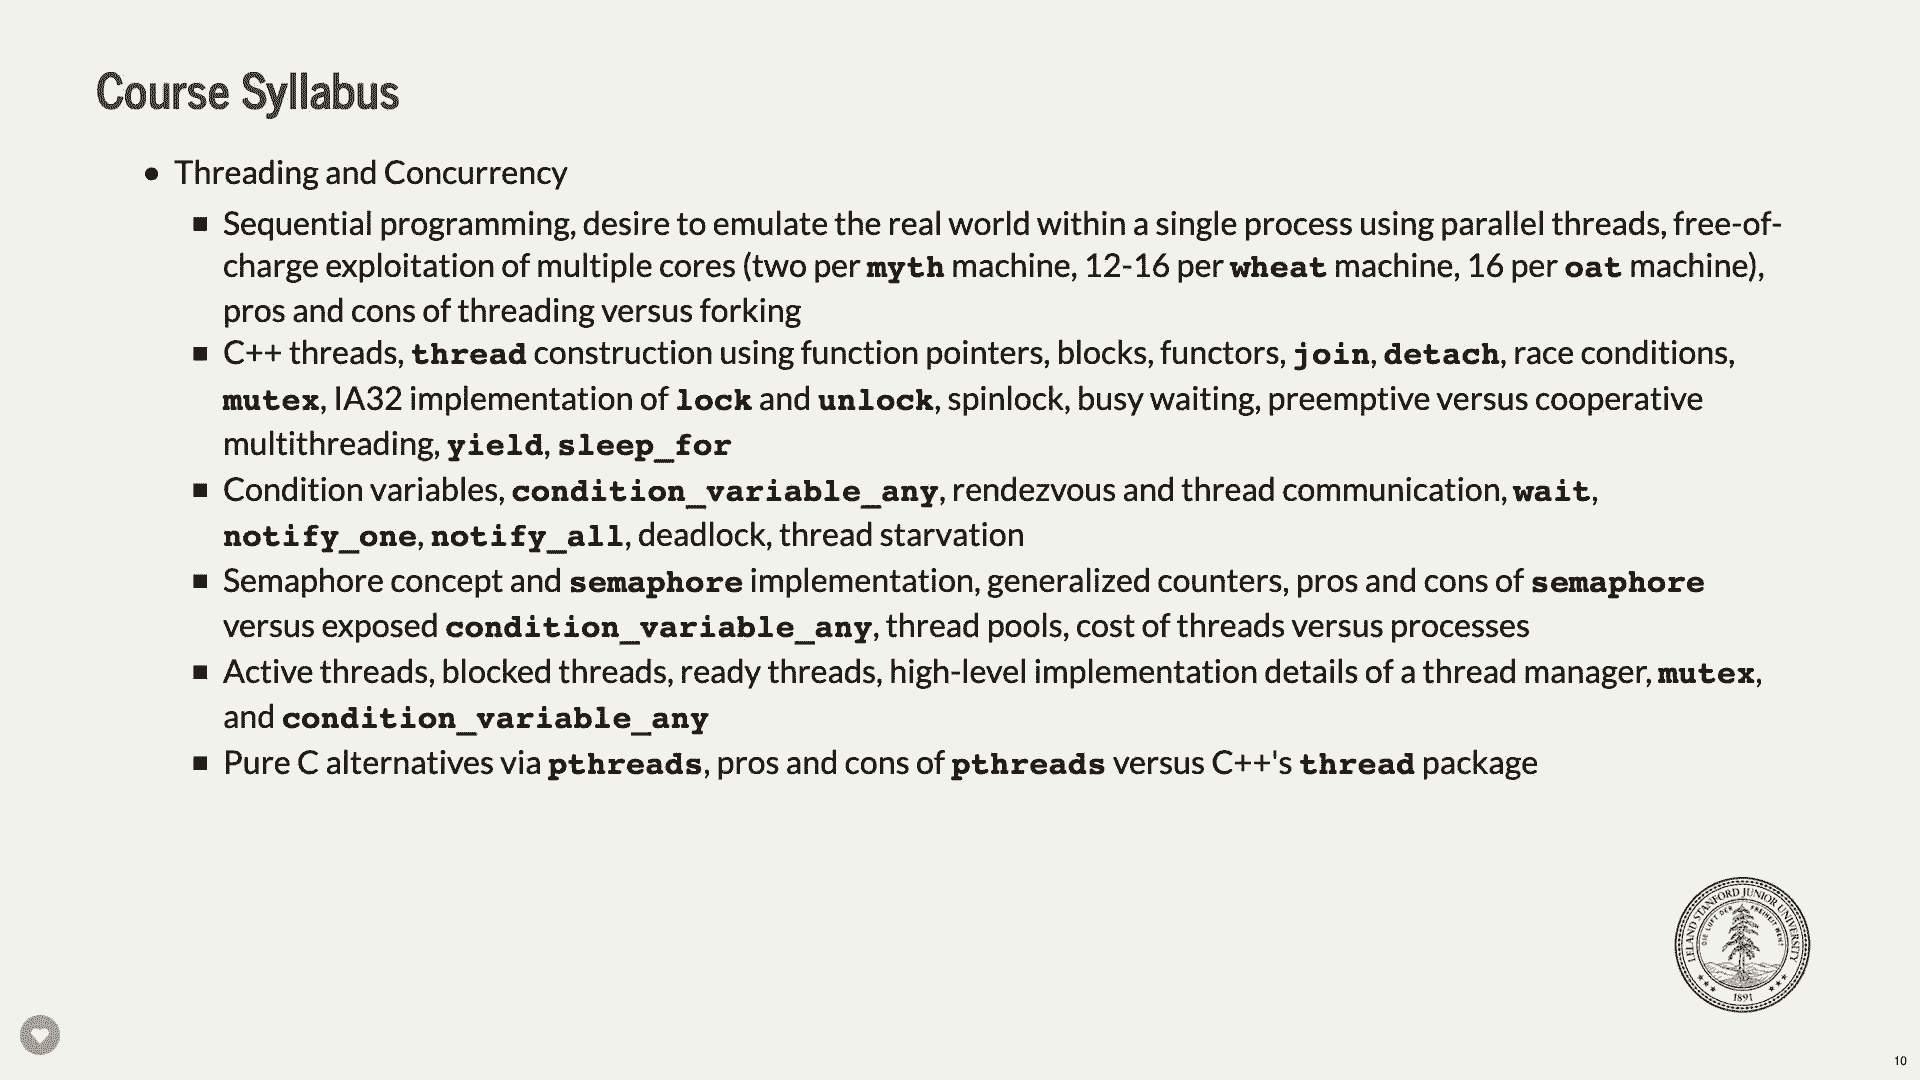 Course Syllabus
• Threading and Concurrency
▪ Sequential programming, desire to emulate the real world within a single process using parallel threads, free-of-
charge exploitation of multiple cores (two per myth machine, 12-16 per wheat machine, 16 per oat machine),
pros and cons of threading versus forking
▪ C++ threads, thread construction using function pointers, blocks, functors, join, detach, race conditions,
mutex, IA32 implementation of lock and unlock, spinlock, busy waiting, preemptive versus cooperative
multithreading, yield, sleep_for
▪ Condition variables, condition_variable_any, rendezvous and thread communication, wait,
notify_one, notify_all, deadlock, thread starvation
▪ Semaphore concept and semaphore implementation, generalized counters, pros and cons of semaphore
versus exposed condition_variable_any, thread pools, cost of threads versus processes
▪ Active threads, blocked threads, ready threads, high-level implementation details of a thread manager, mutex,
and condition_variable_any
▪ Pure C alternatives via pthreads, pros and cons of pthreads versus C++'s thread package
LELAND STANFORD JUNIOR UNIVERSITY
DIE LUFT DER FREIHEIT WEHT
1891
10